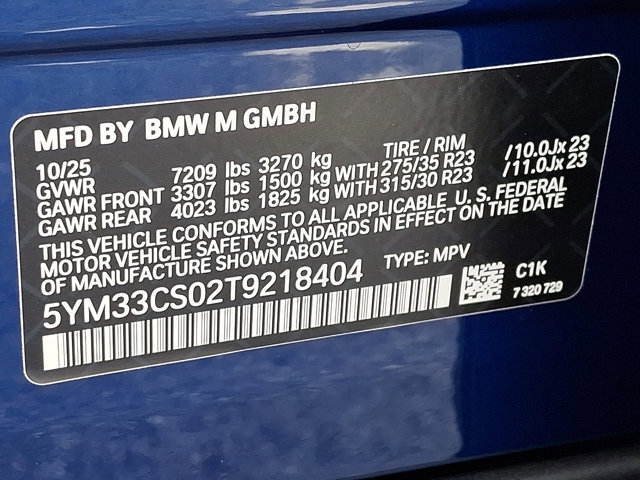 MFD BY BMW M GMBH
10/25 TIRE / RIM
GVWR 7209 lbs 3270 kg
GAWR FRONT 3307 lbs 1500 kg WITH 275/35 R23 /10.0Jx 23
GAWR REAR 4023 lbs 1825 kg WITH 315/30 R23 /11.0Jx 23
THIS VEHICLE CONFORMS TO ALL APPLICABLE U. S. FEDERAL
MOTOR VEHICLE SAFETY STANDARDS IN EFFECT ON THE DATE
OF MANUFACTURE SHOWN ABOVE.
5YM33CS02T9218404 TYPE: MPV
C1K
7 320 729